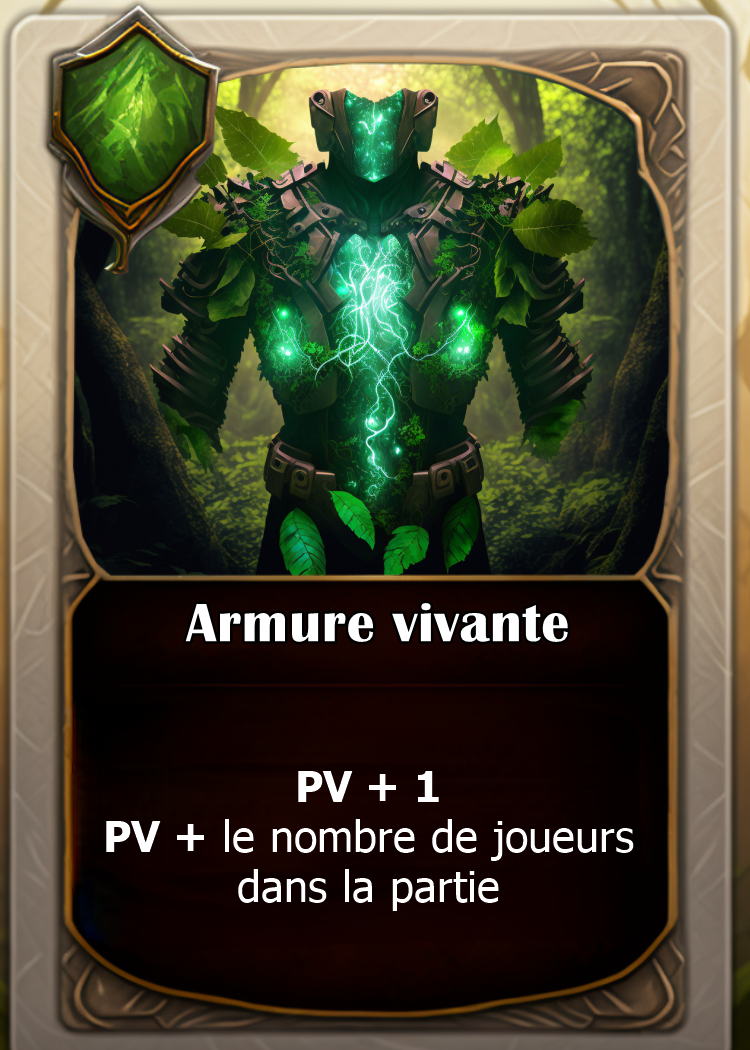 Armure vivante
PV + 1
PV + le nombre de joueurs
dans la partie